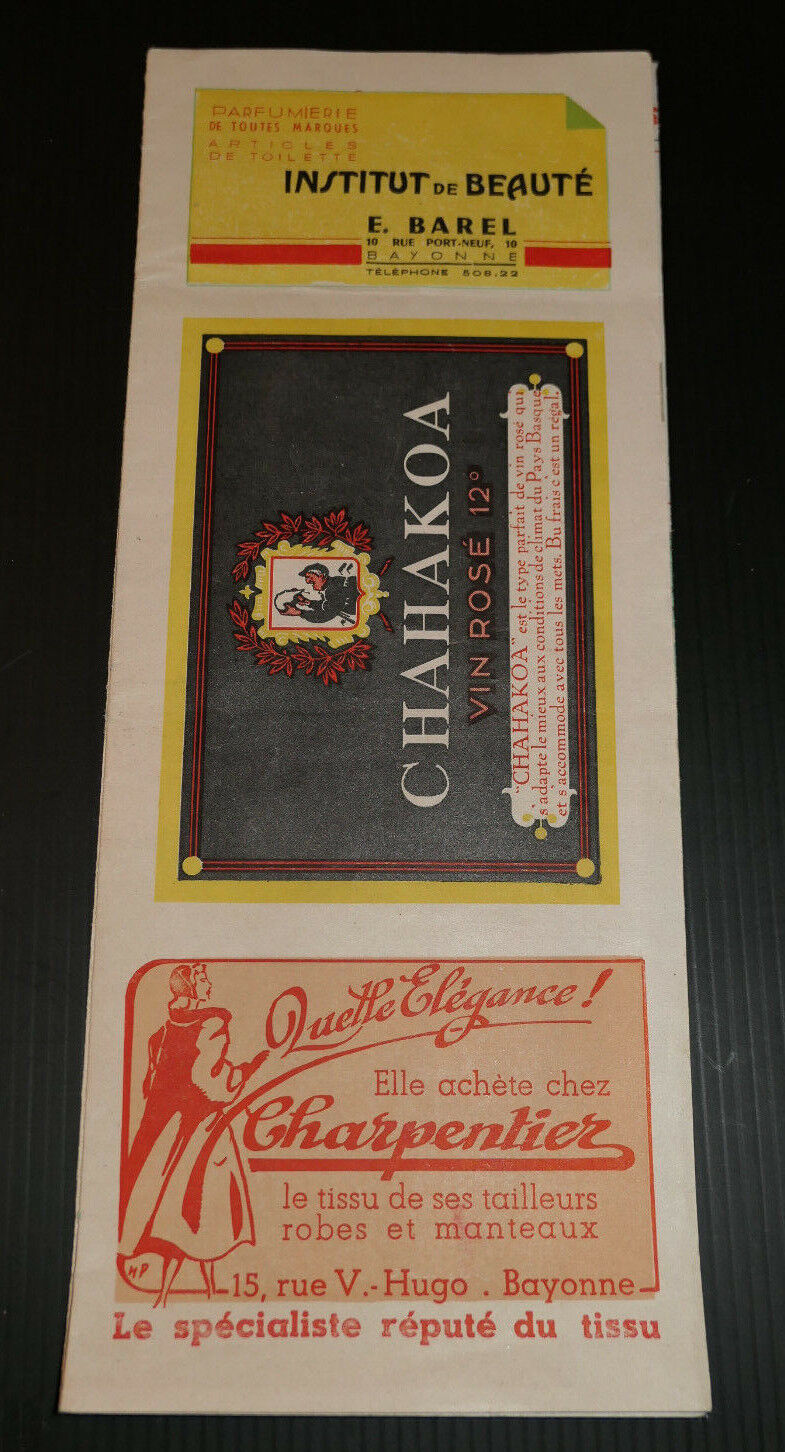 PARFUMERIE
DE TOUTES MARQUES
ARTICLES
DE TOILETTE
INSTITUT DE BEAUTÉ
E. BAREL
10 RUE PORT-NEUF, 10
BAYONNE
TÉLÉPHONE 508.22
CHAHAKOA
VIN ROSÉ 12°
"CHAHAKOA" est le type parfait de vin rosé qui
s'adapte le mieux aux conditions de climat du Pays Basque
et s'accommode avec tous les mets. Bu frais c'est un régal.
Quelle Elégance !
Elle achète chez
Charpentier
le tissu de ses tailleurs
robes et manteaux
HP
15, rue V.-Hugo . Bayonne
Le spécialiste réputé du tissu